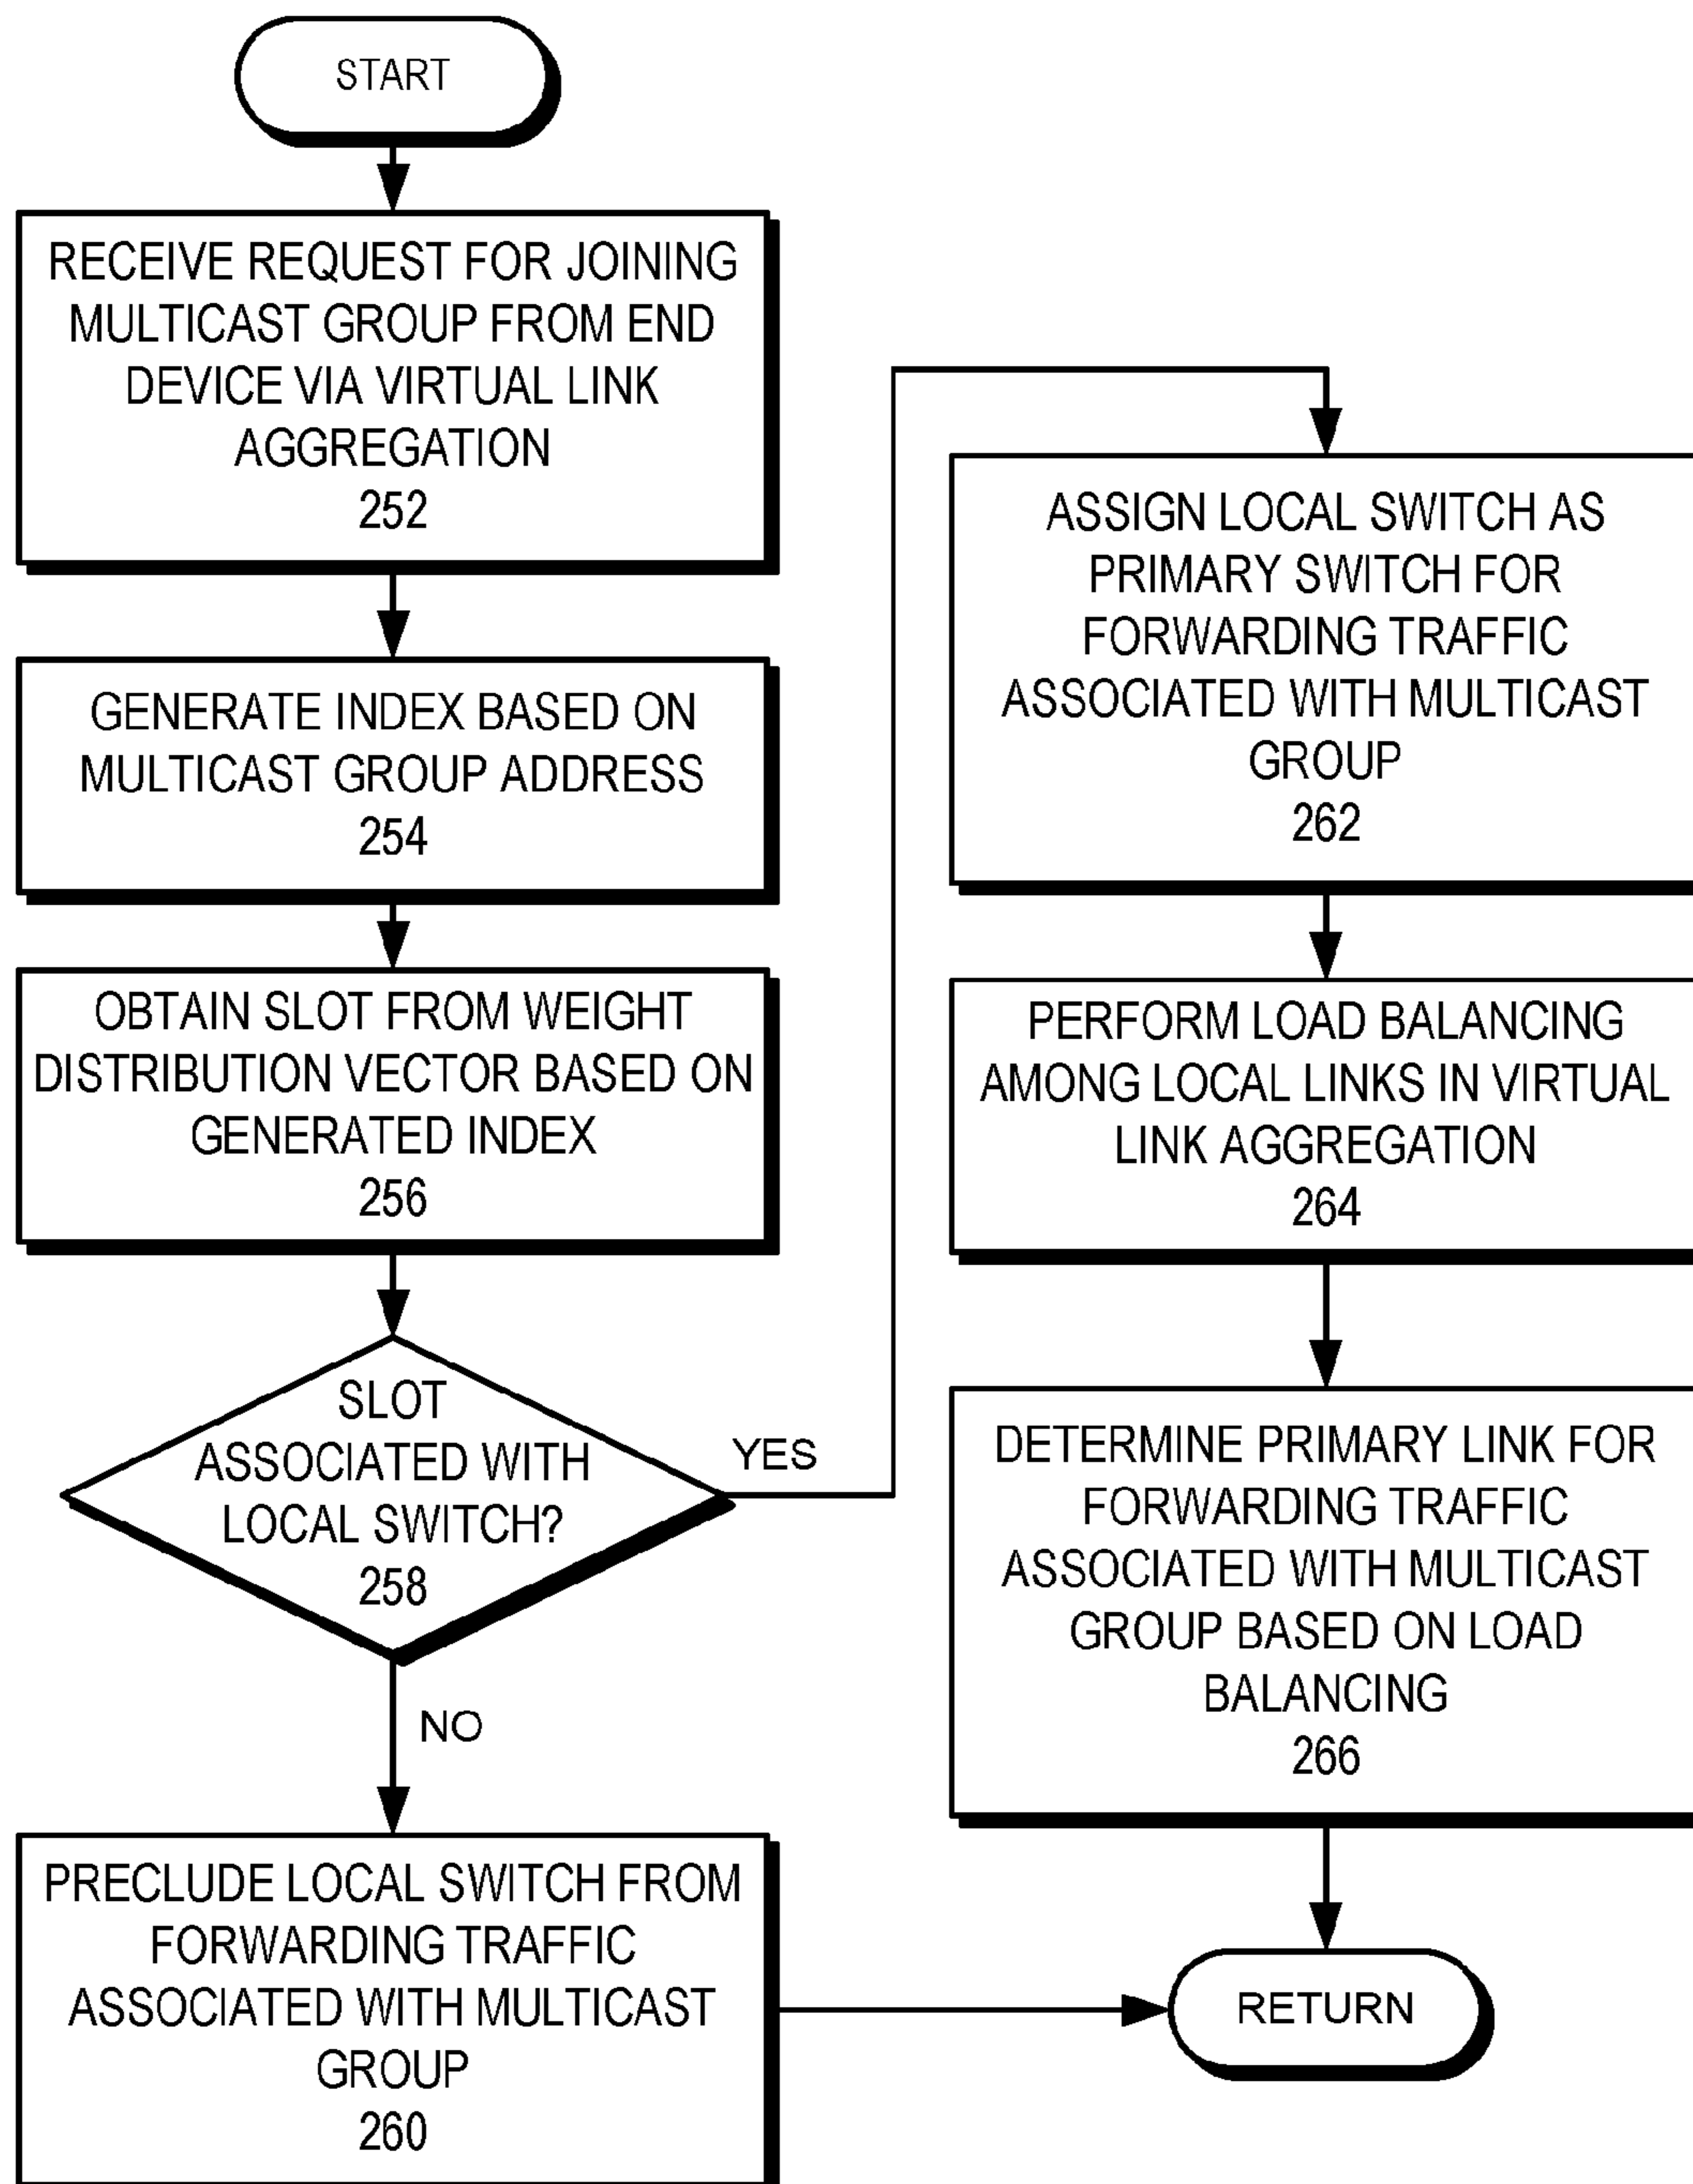 START
RECEIVE REQUEST FOR JOINING
MULTICAST GROUP FROM END
DEVICE VIA VIRTUAL LINK
AGGREGATION
252
GENERATE INDEX BASED ON
MULTICAST GROUP ADDRESS
254
OBTAIN SLOT FROM WEIGHT
DISTRIBUTION VECTOR BASED ON
GENERATED INDEX
256
SLOT
ASSOCIATED WITH
LOCAL SWITCH?
258
YES
NO
PRECLUDE LOCAL SWITCH FROM
FORWARDING TRAFFIC
ASSOCIATED WITH MULTICAST
GROUP
260
ASSIGN LOCAL SWITCH AS
PRIMARY SWITCH FOR
FORWARDING TRAFFIC
ASSOCIATED WITH MULTICAST
GROUP
262
PERFORM LOAD BALANCING
AMONG LOCAL LINKS IN VIRTUAL
LINK AGGREGATION
264
DETERMINE PRIMARY LINK FOR
FORWARDING TRAFFIC
ASSOCIATED WITH MULTICAST
GROUP BASED ON LOAD
BALANCING
266
RETURN